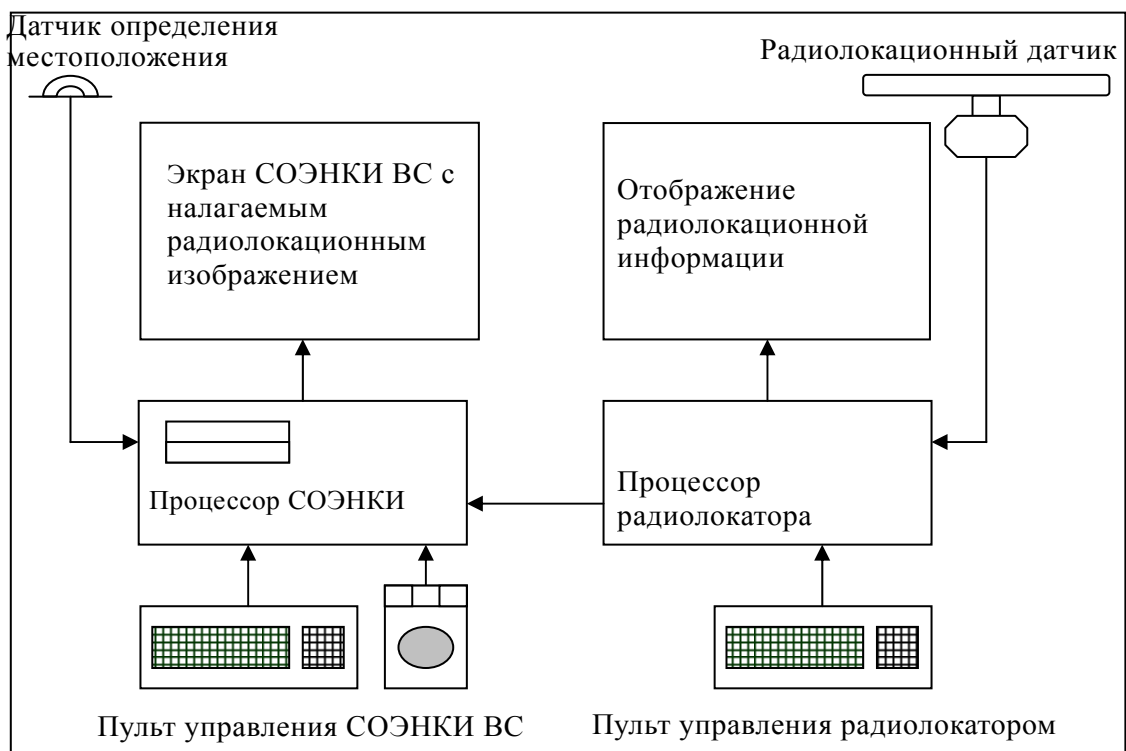 Датчик определения
местоположения
Радиолокационный датчик
Экран СОЭНКИ ВС с
налагаемым
радиолокационным
изображением
Отображение
радиолокационной
информации
Процессор СОЭНКИ
Процессор
радиолокатора
Пульт управления СОЭНКИ ВС
Пульт управления радиолокатором